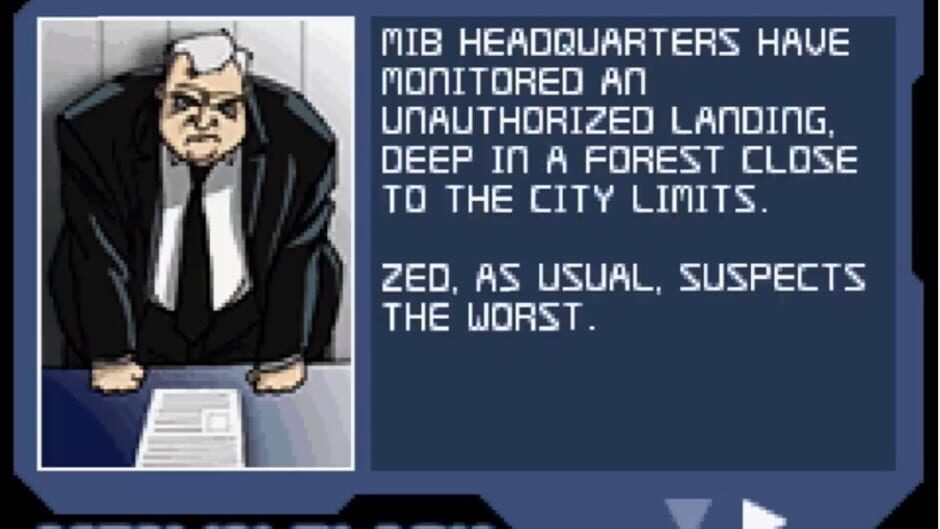 MIB HEADQUARTERS HAVE
MONITORED AN
UNAUTHORIZED LANDING,
DEEP IN A FOREST CLOSE
TO THE CITY LIMITS.
ZED, AS USUAL, SUSPECTS
THE WORST.